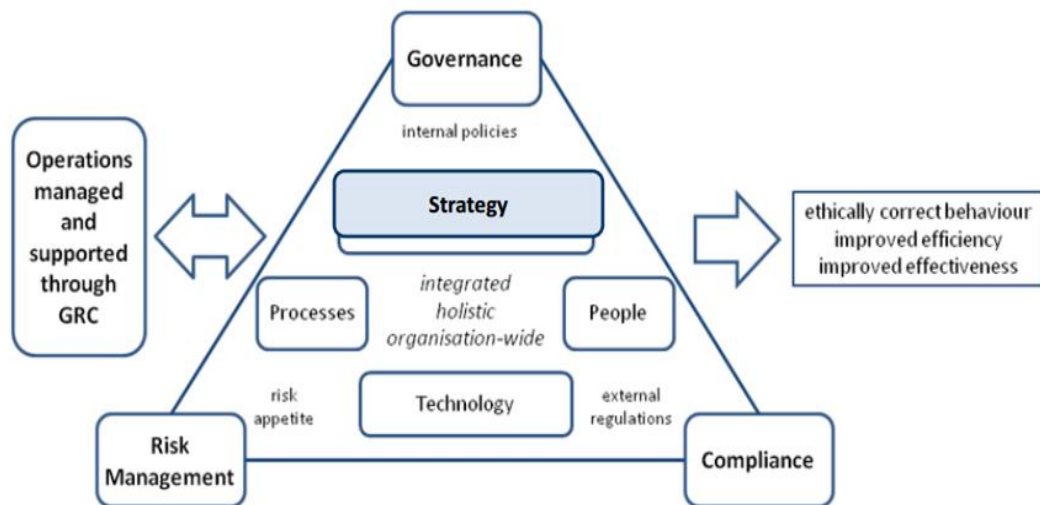 Governance
internal policies
Operations
managed
and
supported
through
GRC
Strategy
ethically correct behaviour
improved efficiency
improved effectiveness
Processes
integrated
holistic
organisation-wide
People
risk
appetite
Technology
external
regulations
Risk
Management
Compliance